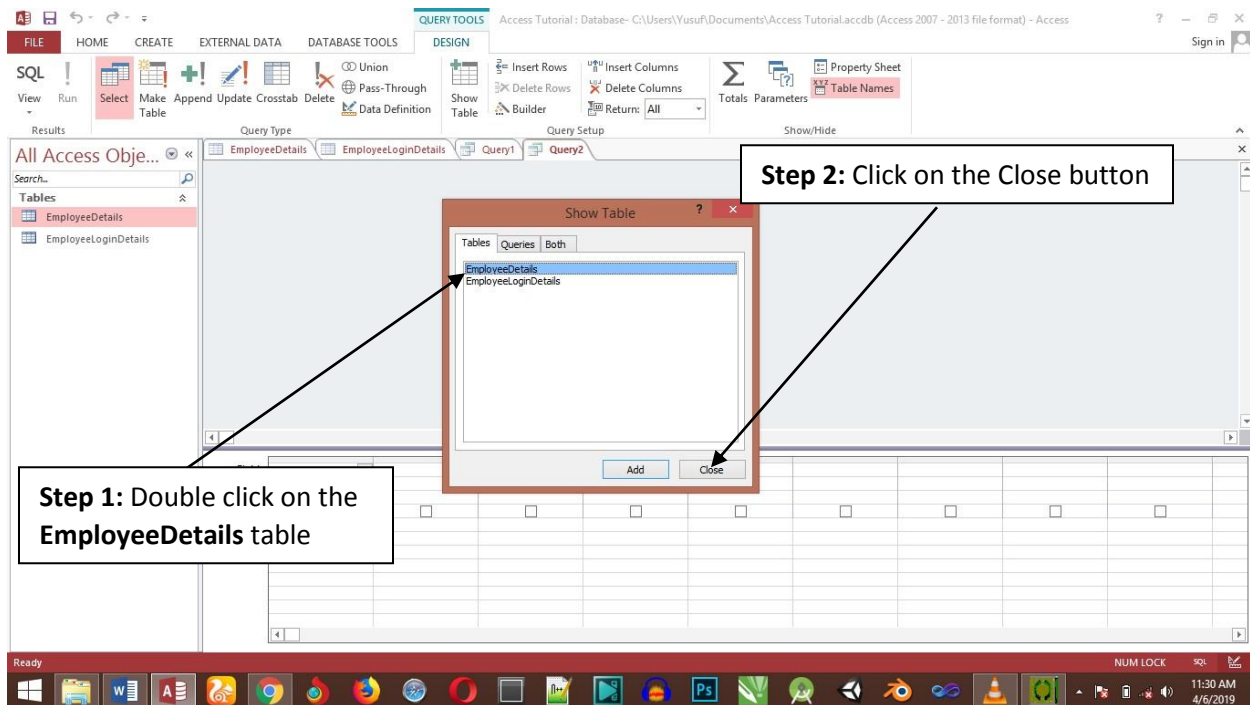 QUERY TOOLS
Access Tutorial : Database- C:\Users\Yusuf\Documents\Access Tutorial.accdb (Access 2007 - 2013 file format) - Access
?
FILE HOME CREATE EXTERNAL DATA DATABASE TOOLS DESIGN Sign in
SQL View
Run
Select
Make Table
Append
Update
Crosstab
Delete
Union
Pass-Through
Data Definition
Show Table
Insert Rows
Delete Rows
Builder
Insert Columns
Delete Columns
Return: All
Totals
Parameters
Property Sheet
Table Names
Results
Query Type
Query Setup
Show/Hide
All Access Obje...
Search...
Tables
EmployeeDetails
EmployeeLoginDetails
EmployeeDetails EmployeeLoginDetails Query1 Query2
Step 2: Click on the Close button
Show Table ?
Tables Queries Both
EmployeeDetails
EmployeeLoginDetails
Add Close
Step 1: Double click on the
EmployeeDetails table
Ready NUM LOCK SQL
11:30 AM
4/6/2019